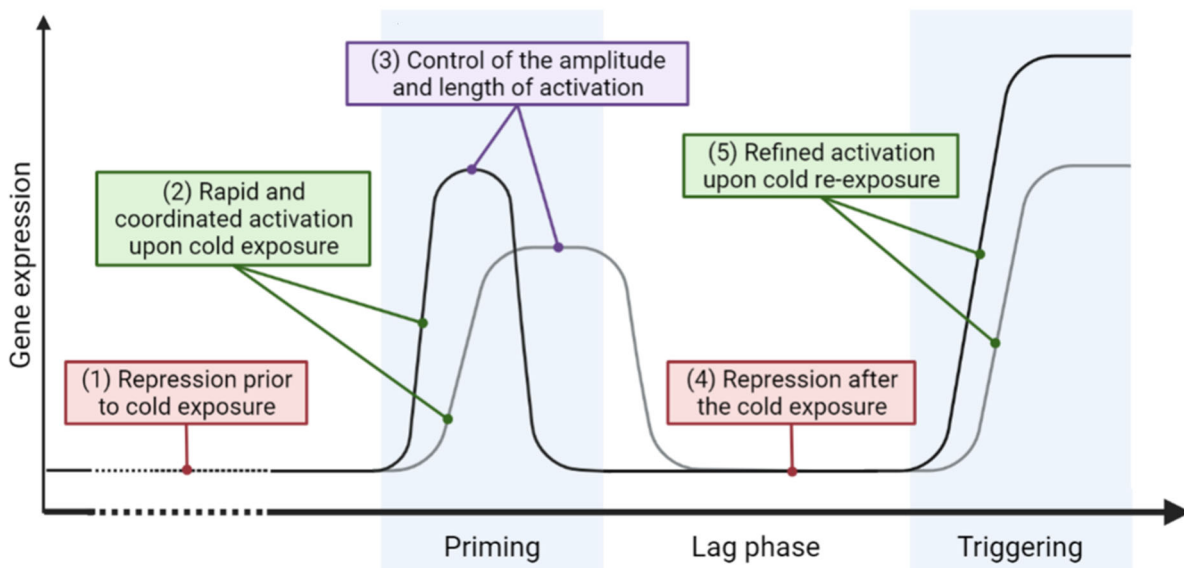 (3) Control of the amplitude
and length of activation
(5) Refined activation
upon cold re-exposure
(2) Rapid and
coordinated activation
upon cold exposure
Gene expression
(1) Repression prior
to cold exposure
(4) Repression after
the cold exposure
Priming
Lag phase
Triggering